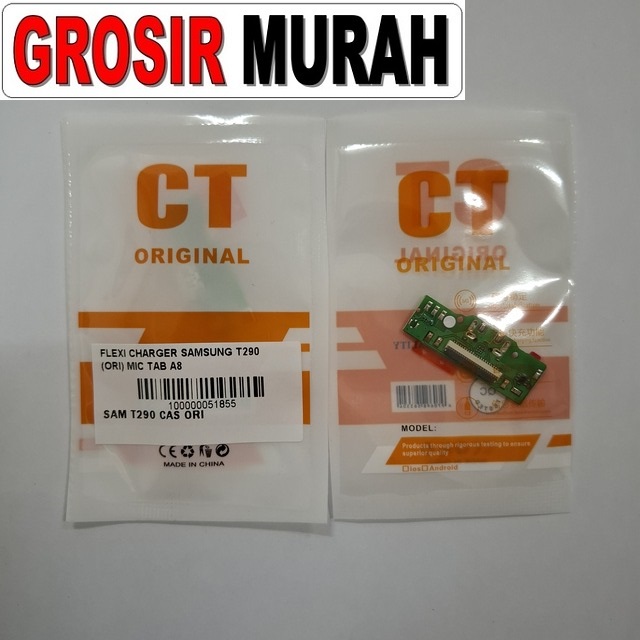 GROSIR MURAH
CT
ORIGINAL
FLEXI CHARGER SAMSUNG T290
(ORI) MIC TAB A8
100000051855
SAM T290 CAS ORI
MADE IN CHINA
CT
ORIGINAL
MODEL:
Products through rigorous testing to ensure
superior quality
Ios Android